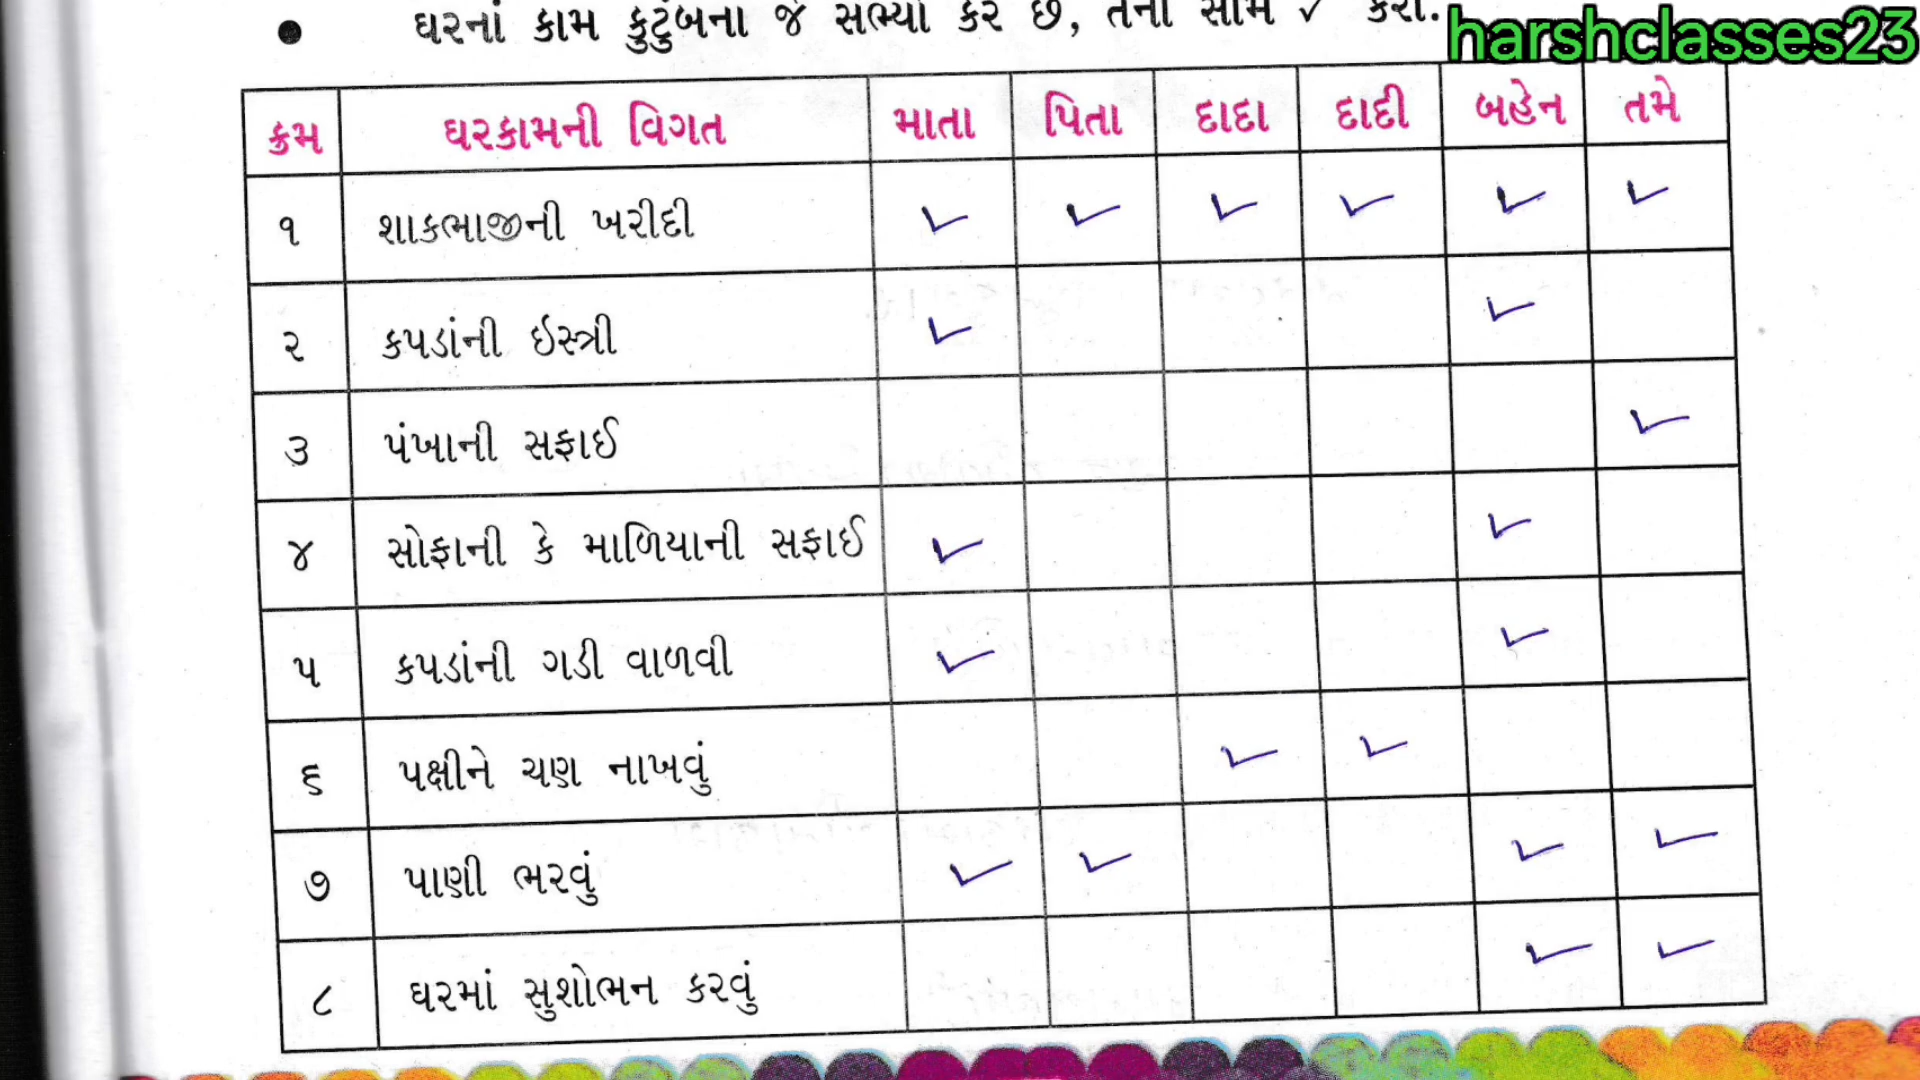 ● ઘરનાં કામ કુટુંબના જે સભ્યો કરે છે, તેની સામે ✓ કરો.
harshclasses23
ક્રમ ઘરકામની વિગત માતા પિતા દાદા દાદી બહેન તમે
૧ શાકભાજીની ખરીદી ✓ ✓ ✓ ✓ ✓ ✓
૨ કપડાંની ઇસ્ત્રી ✓ ✓
૩ પંખાની સફાઈ ✓
૪ સોફાની કે માળિયાની સફાઈ ✓ ✓
૫ કપડાંની ગડી વાળવી ✓ ✓
૬ પક્ષીને ચણ નાખવું ✓ ✓
૭ પાણી ભરવું ✓ ✓ ✓ ✓
૮ ઘરમાં સુશોભન કરવું ✓ ✓